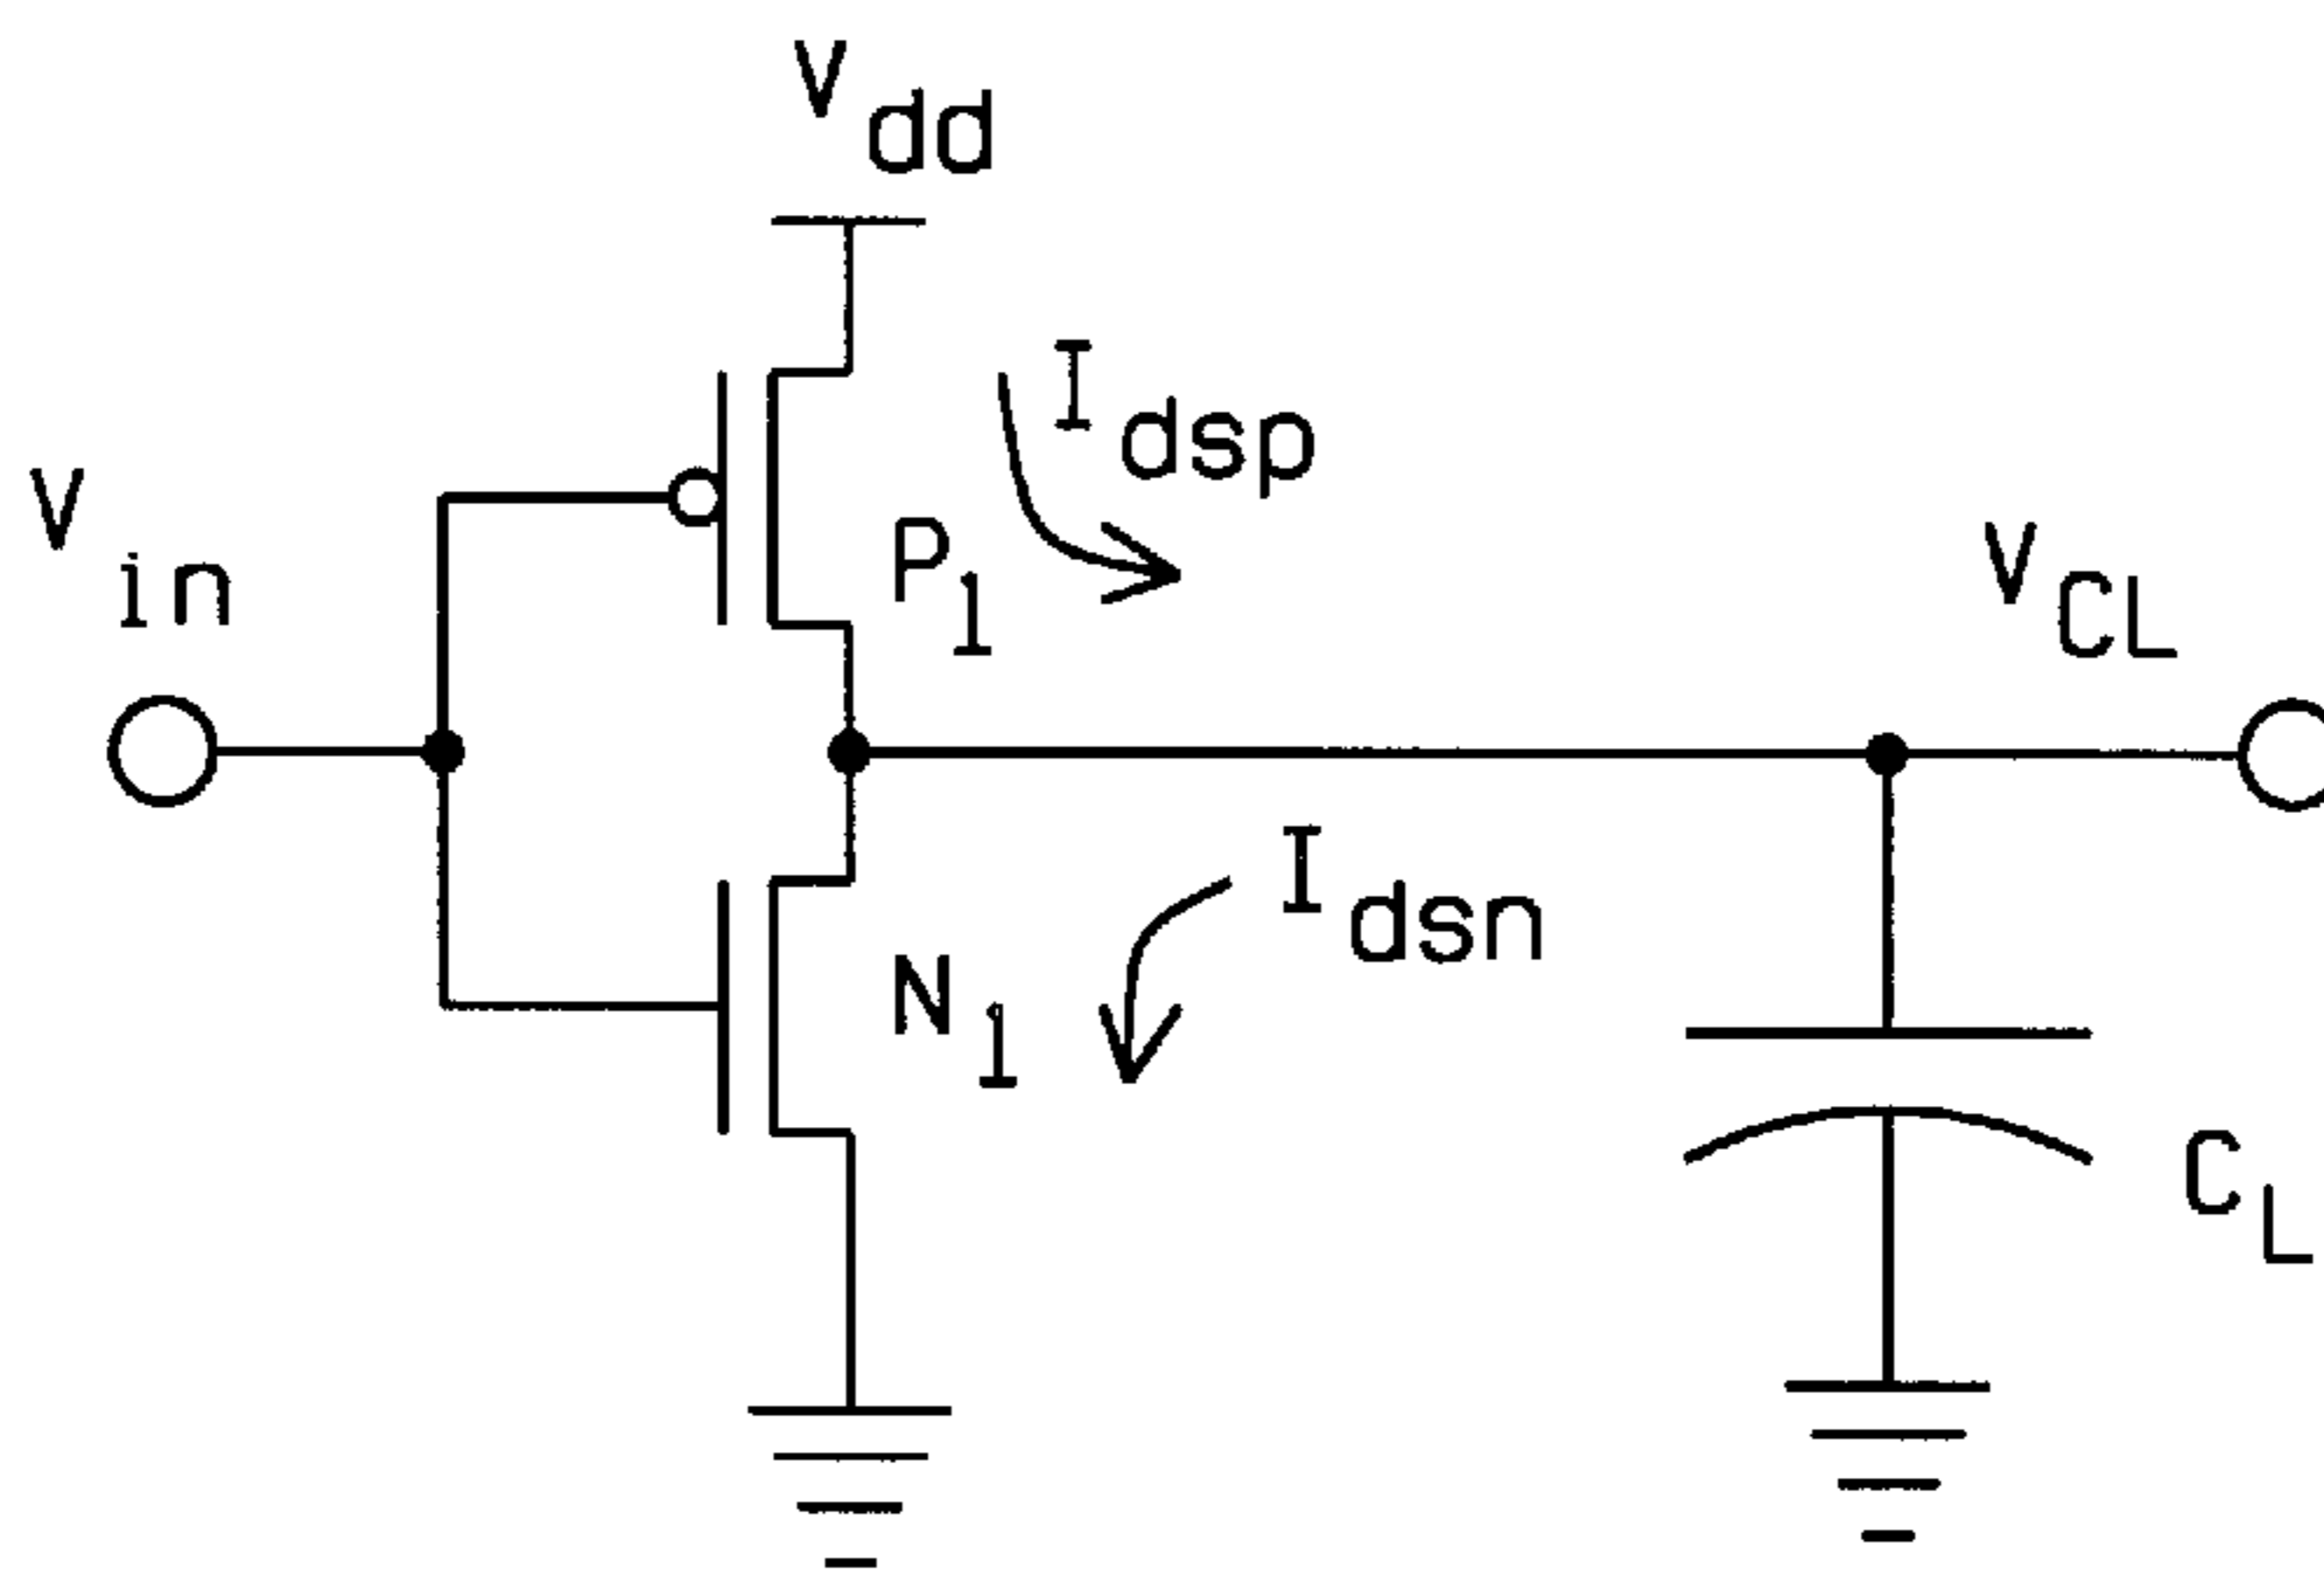 Vdd
Idsp
Vin
P1
VCL
Idsn
N1
CL